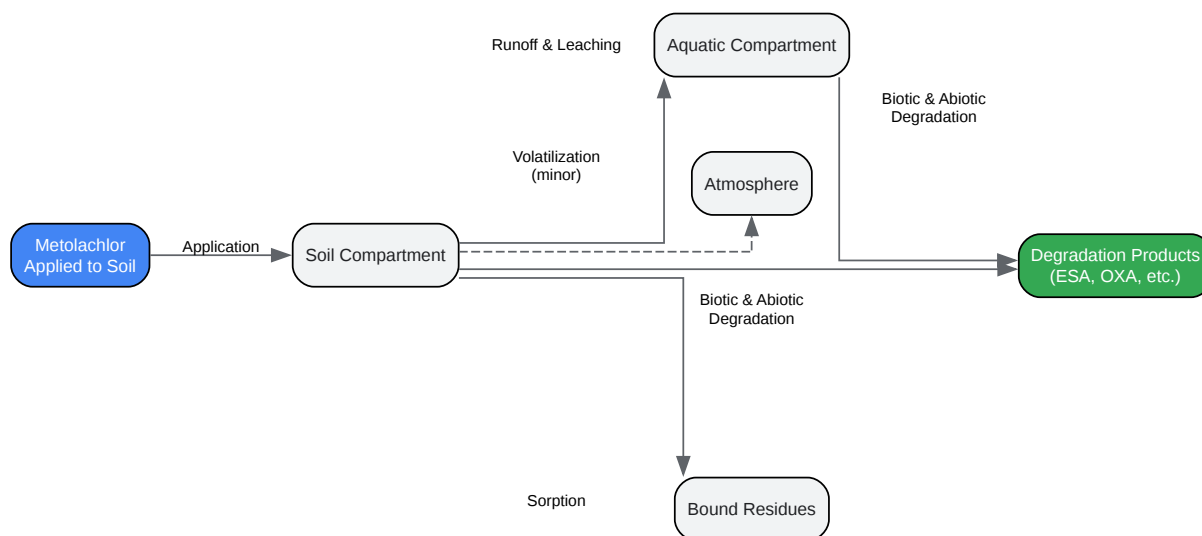 Runoff & Leaching
Aquatic Compartment
Biotic & Abiotic
Degradation
Volatilization
(minor)
Atmosphere
Metolachlor
Applied to Soil
Application
Soil Compartment
Degradation Products
(ESA, OXA, etc.)
Biotic & Abiotic
Degradation
Sorption
Bound Residues